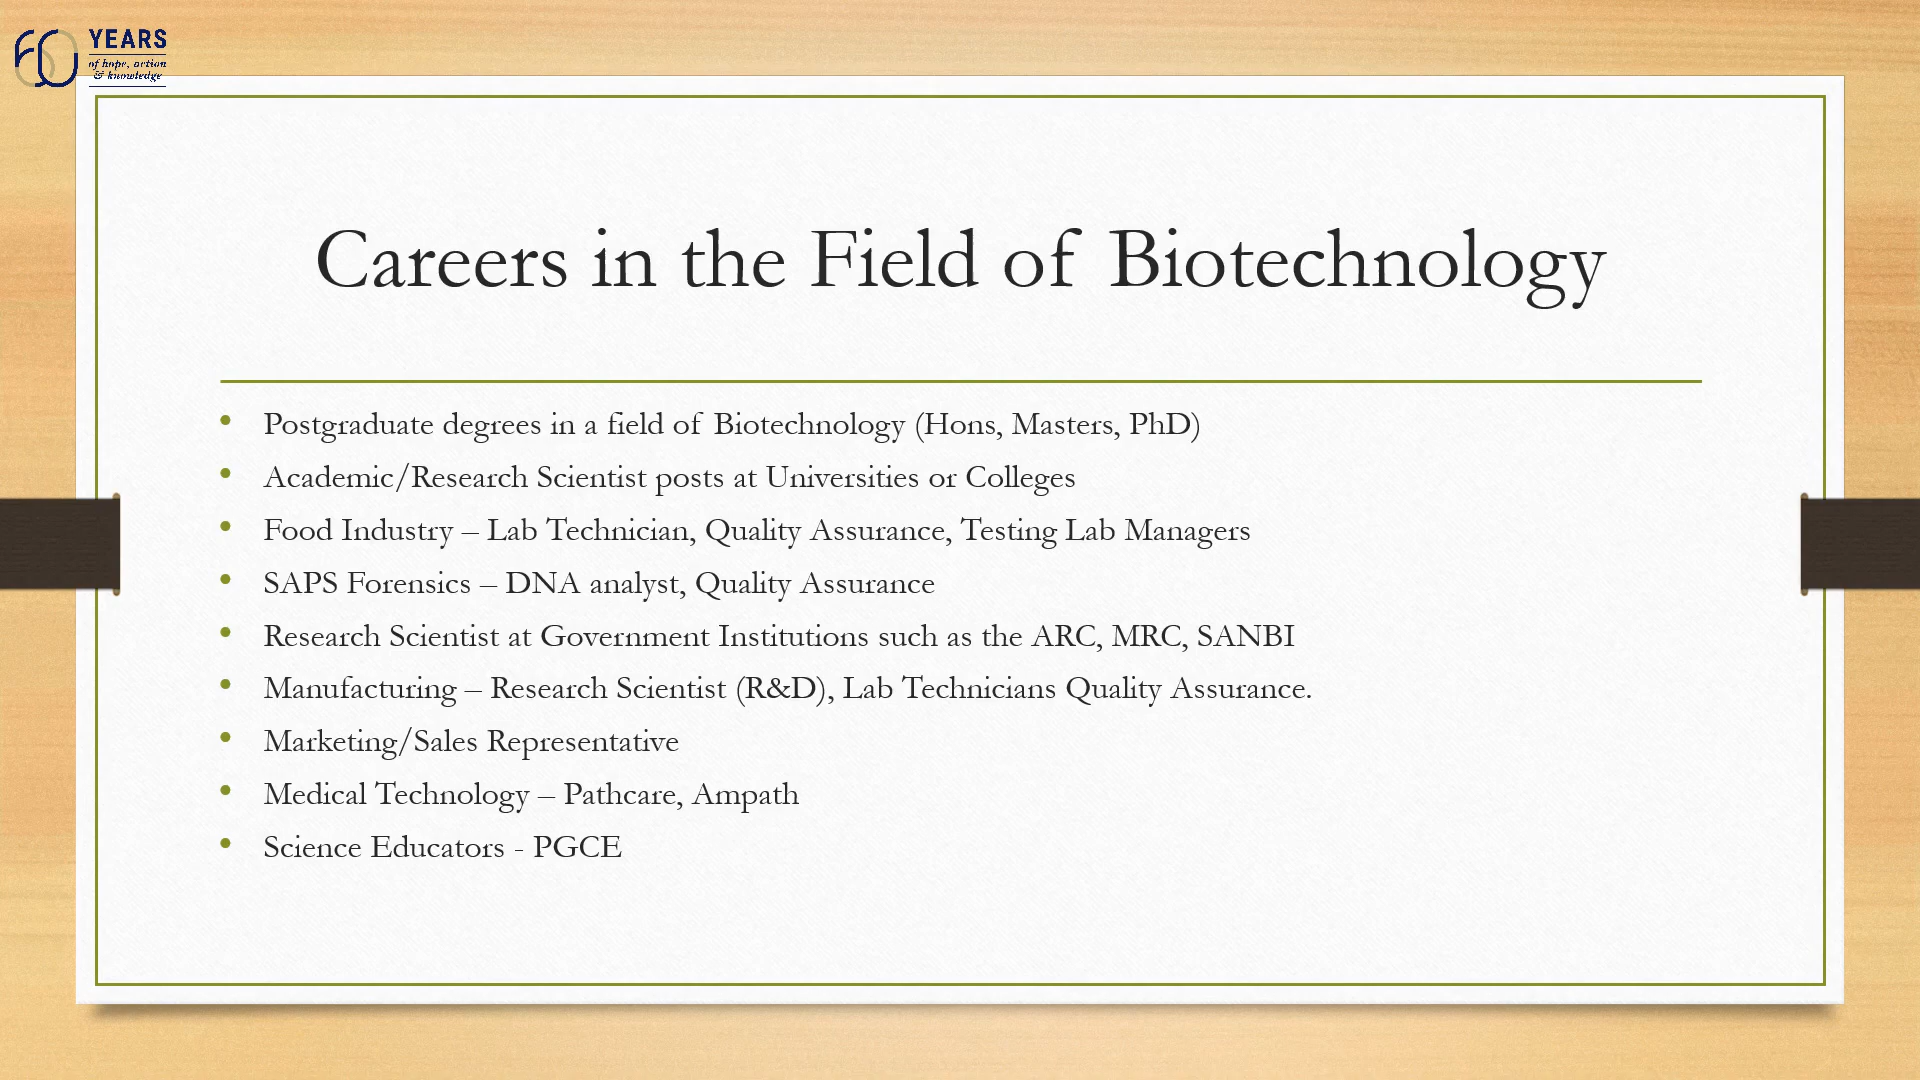 60 YEARS
of hope, action
& knowledge
Careers in the Field of Biotechnology
• Postgraduate degrees in a field of Biotechnology (Hons, Masters, PhD)
• Academic/Research Scientist posts at Universities or Colleges
• Food Industry – Lab Technician, Quality Assurance, Testing Lab Managers
• SAPS Forensics – DNA analyst, Quality Assurance
• Research Scientist at Government Institutions such as the ARC, MRC, SANBI
• Manufacturing – Research Scientist (R&D), Lab Technicians Quality Assurance.
• Marketing/Sales Representative
• Medical Technology – Pathcare, Ampath
• Science Educators - PGCE